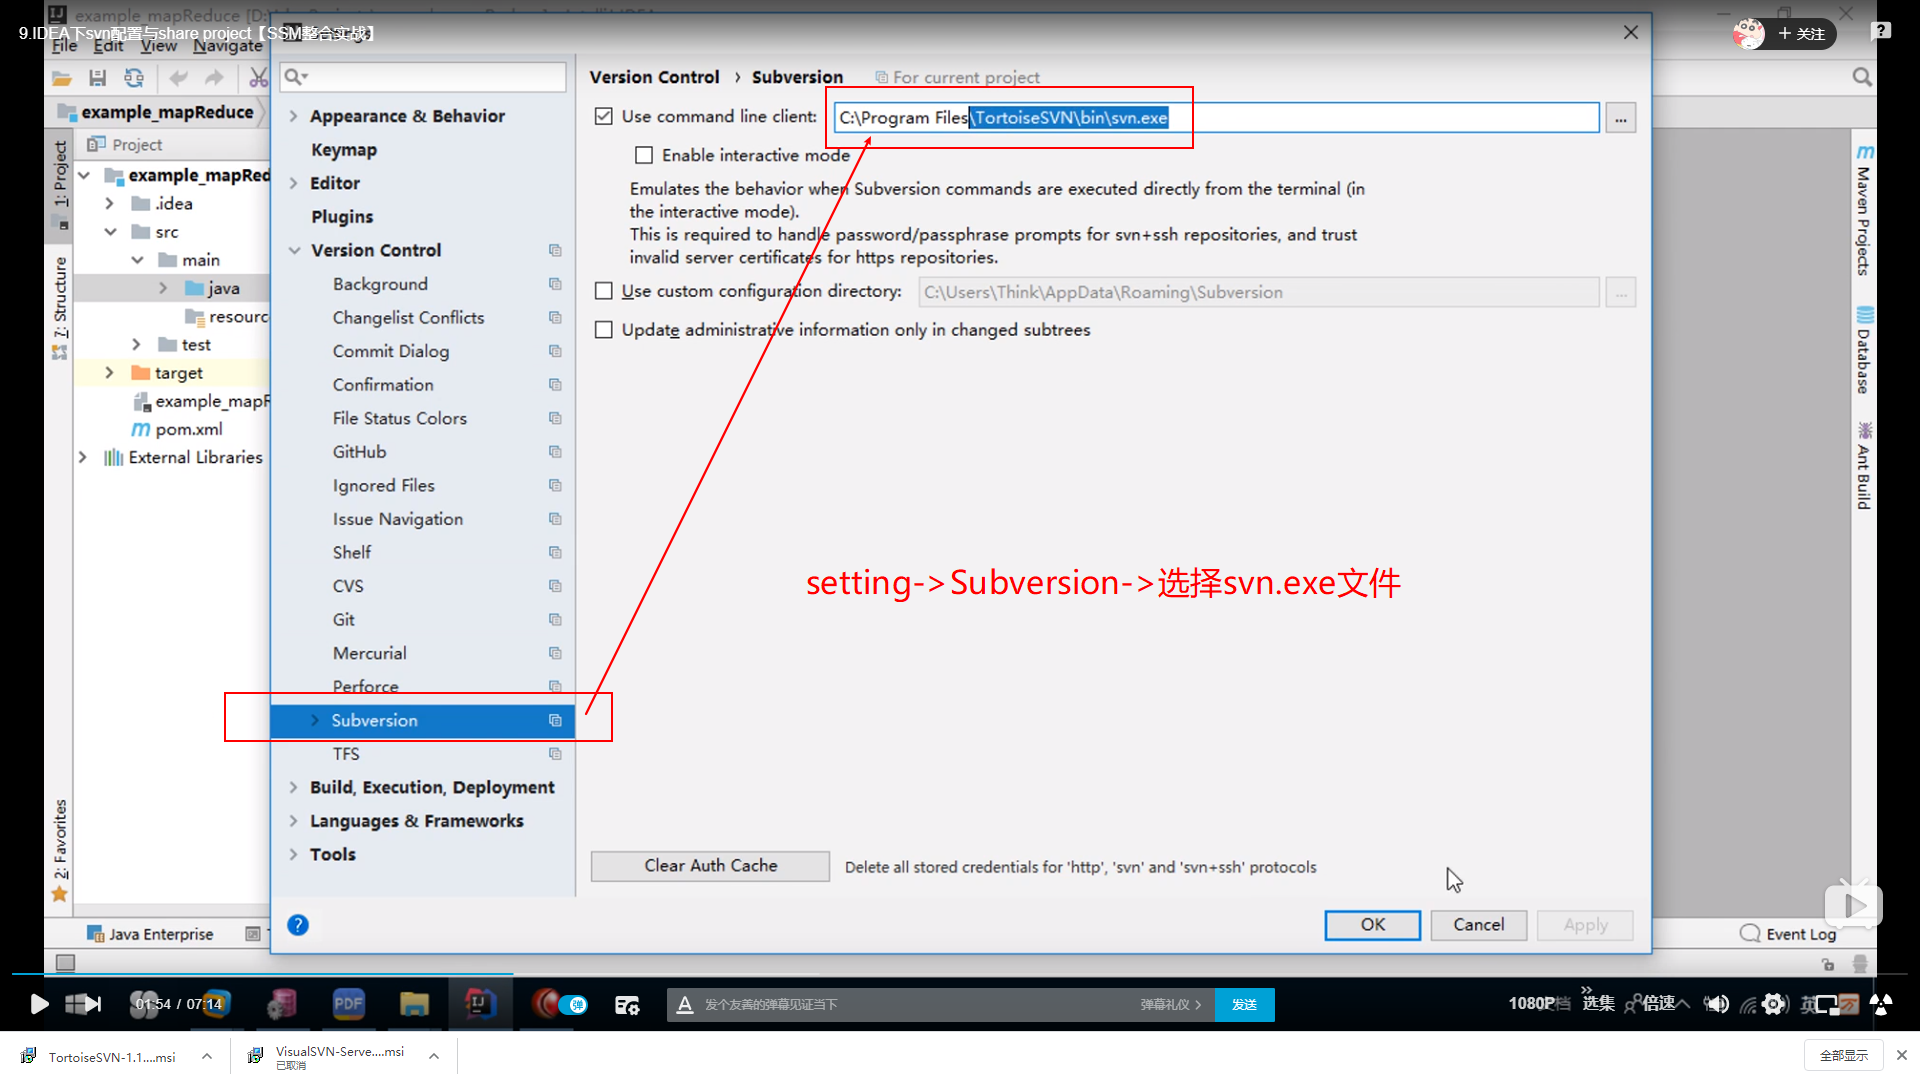 example_mapReduce
9.IDEA下svn配置与share project【SSM整合实战】
关注
File Edit View Navigate
example_mapReduce
Project
example_mapRed
.idea
src
main
java
resourc
test
target
example_mapR
pom.xml
External Libraries
1: Project
7: Structure
2: Favorites
Appearance & Behavior
Keymap
Editor
Plugins
Version Control
Background
Changelist Conflicts
Commit Dialog
Confirmation
File Status Colors
GitHub
Ignored Files
Issue Navigation
Shelf
CVS
Git
Mercurial
Perforce
Subversion
TFS
Build, Execution, Deployment
Languages & Frameworks
Tools
Version Control › Subversion For current project
Use command line client: C:\Program Files\TortoiseSVN\bin\svn.exe ...
Enable interactive mode
Emulates the behavior when Subversion commands are executed directly from the terminal (in
the interactive mode).
This is required to handle password/passphrase prompts for svn+ssh repositories, and trust
invalid server certificates for https repositories.
Use custom configuration directory: C:\Users\Think\AppData\Roaming\Subversion ...
Update administrative information only in changed subtrees
setting->Subversion->选择svn.exe文件
Clear Auth Cache Delete all stored credentials for 'http', 'svn' and 'svn+ssh' protocols
OK Cancel Apply
Maven Projects
Database
Ant Build
Java Enterprise
Event Log
01:54 / 07:14
PDF
弹
发个友善的弹幕见证当下 弹幕礼仪 › 发送
1080P 选集 倍速 英
TortoiseSVN-1.1....msi
VisualSVN-Serve....msi
已取消
全部显示